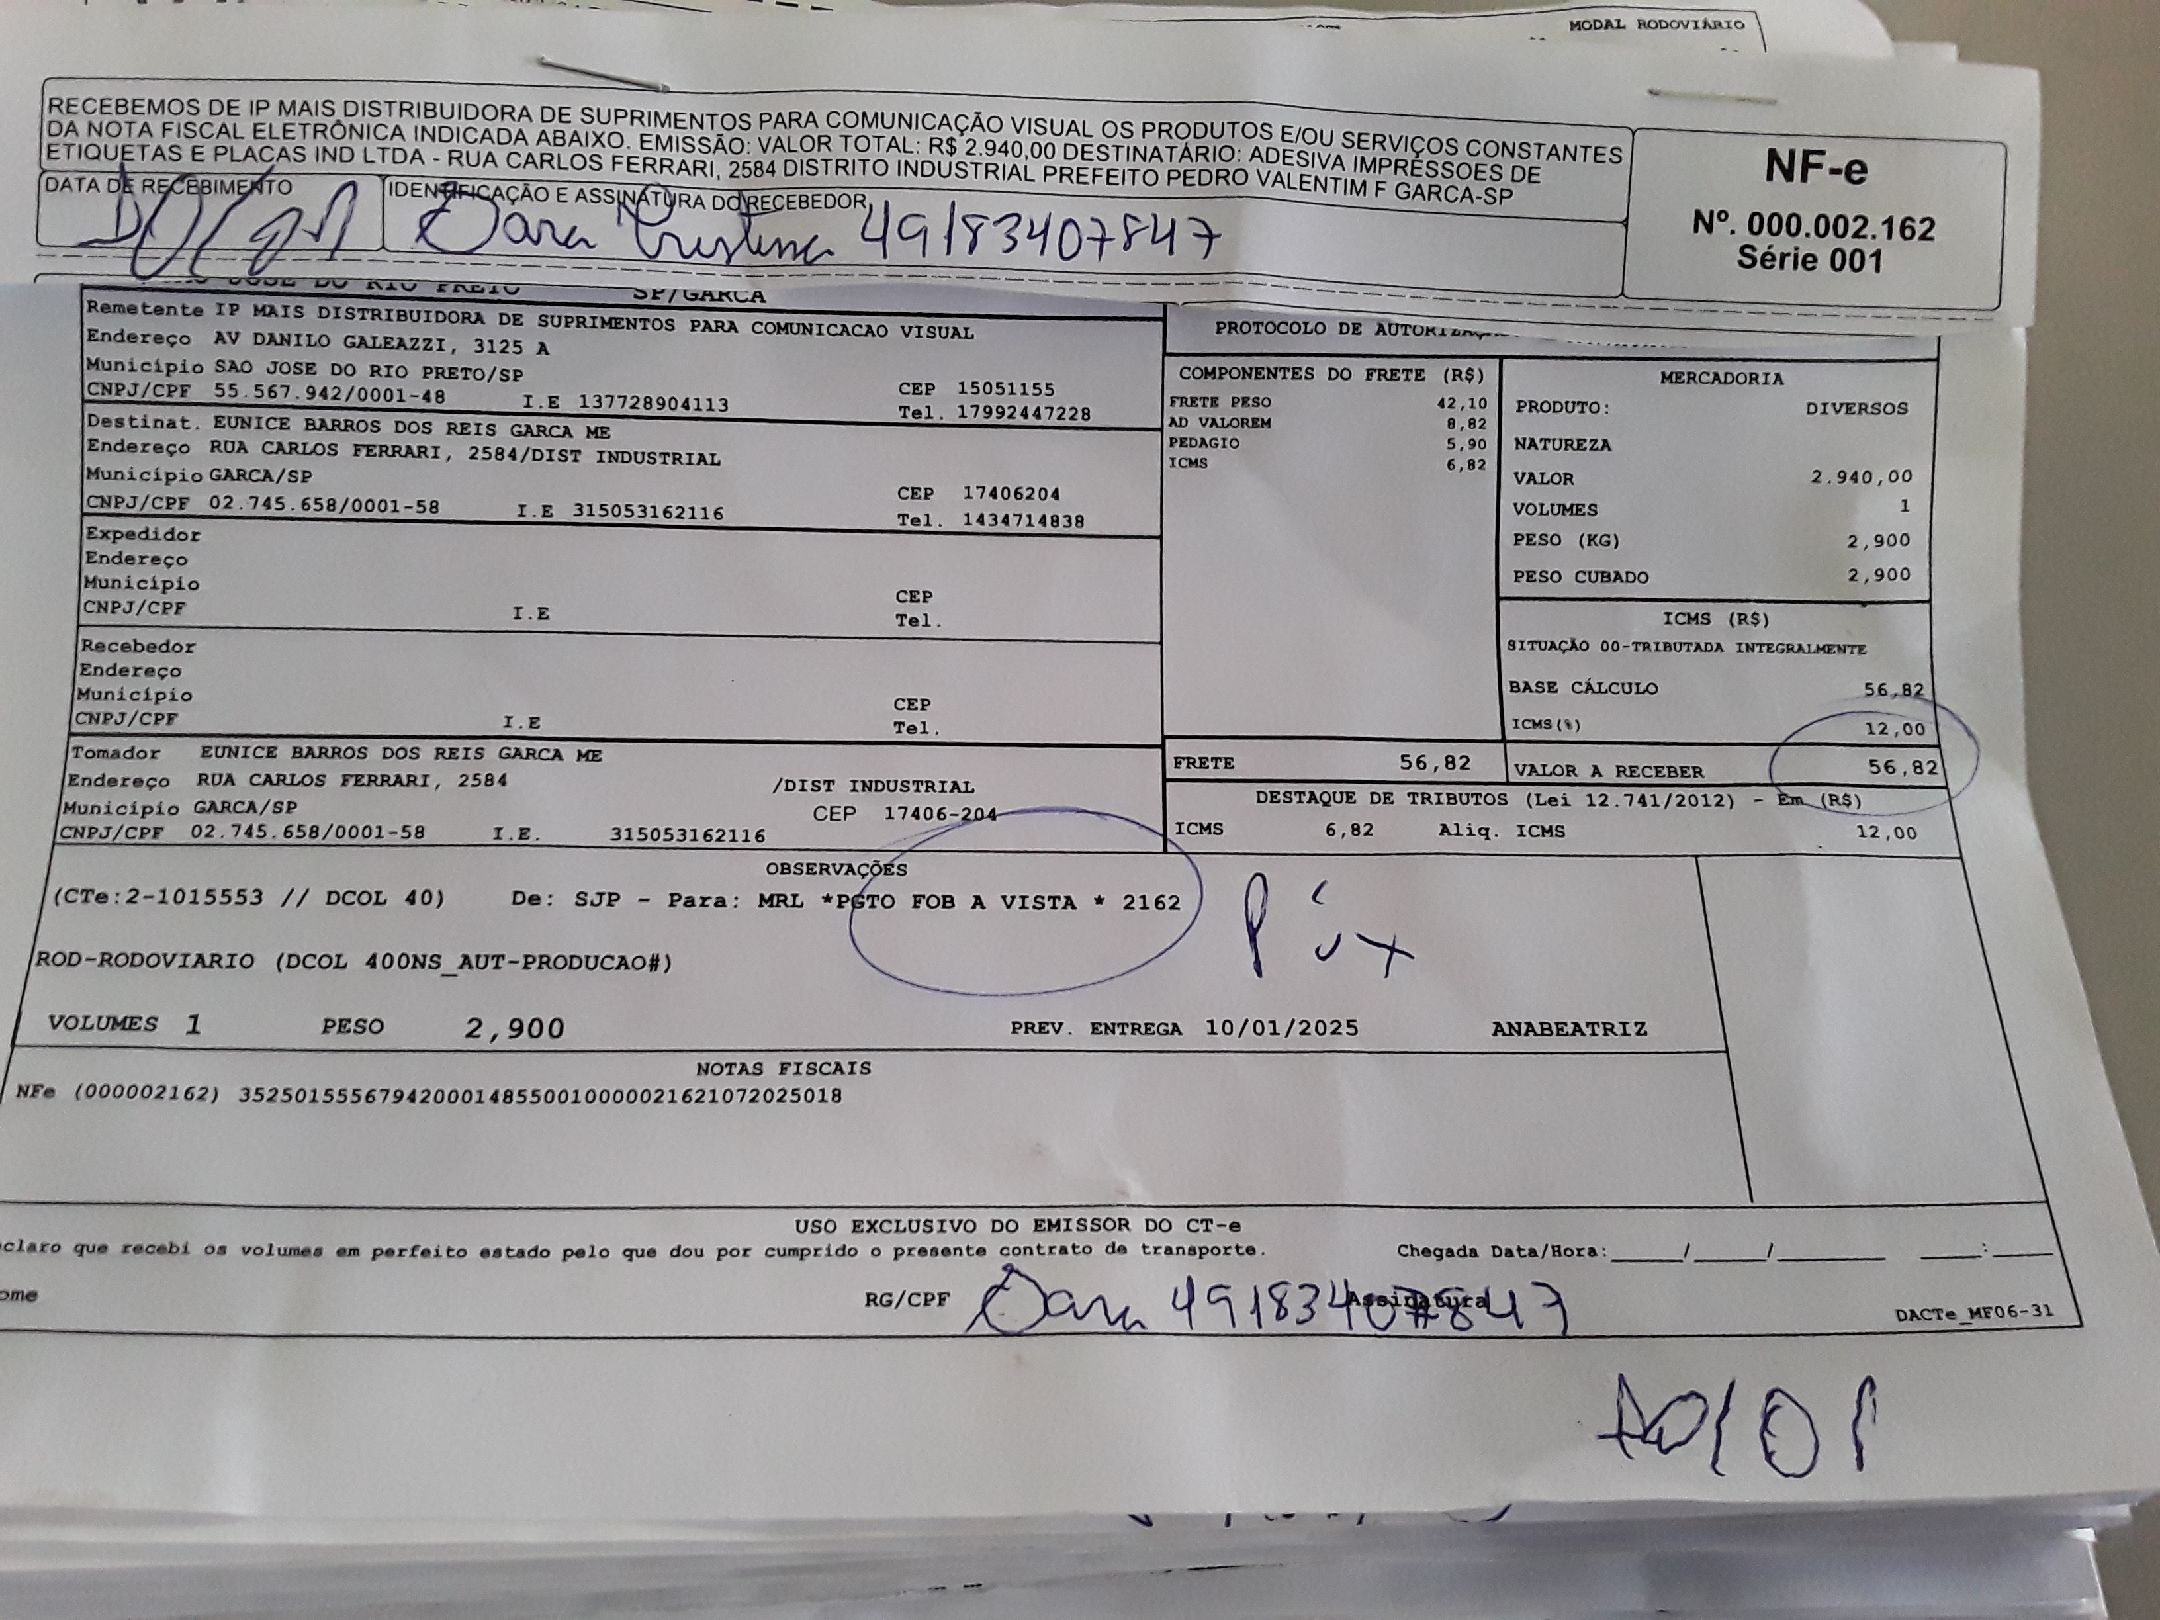 MODAL RODOVIÁRIO
RECEBEMOS DE IP MAIS DISTRIBUIDORA DE SUPRIMENTOS PARA COMUNICAÇÃO VISUAL OS PRODUTOS E/OU SERVIÇOS CONSTANTES
DA NOTA FISCAL ELETRÔNICA INDICADA ABAIXO. EMISSÃO: VALOR TOTAL: R$ 2.940,00 DESTINATÁRIO: ADESIVA IMPRESSOES DE
ETIQUETAS E PLACAS IND LTDA - RUA CARLOS FERRARI, 2584 DISTRITO INDUSTRIAL PREFEITO PEDRO VALENTIM F GARCA-SP
DATA DE RECEBIMENTO
IDENTIFICAÇÃO E ASSINATURA DO RECEBEDOR
49183407847
NF-e
Nº. 000.002.162
Série 001
JOSE DO RIO PRETO SP/GARCA
Remetente IP MAIS DISTRIBUIDORA DE SUPRIMENTOS PARA COMUNICACAO VISUAL
Endereço AV DANILO GALEAZZI, 3125 A
Município SAO JOSE DO RIO PRETO/SP CEP 15051155
CNPJ/CPF 55.567.942/0001-48 I.E 137728904113 Tel. 17992447228
Destinat. EUNICE BARROS DOS REIS GARCA ME
Endereço RUA CARLOS FERRARI, 2584/DIST INDUSTRIAL
Município GARCA/SP CEP 17406204
CNPJ/CPF 02.745.658/0001-58 I.E 315053162116 Tel. 1434714838
Expedidor
Endereço
Município CEP
CNPJ/CPF I.E Tel.
Recebedor
Endereço
Município CEP
CNPJ/CPF I.E Tel.
Tomador EUNICE BARROS DOS REIS GARCA ME
Endereço RUA CARLOS FERRARI, 2584 /DIST INDUSTRIAL
Município GARCA/SP CEP 17406-204
CNPJ/CPF 02.745.658/0001-58 I.E. 315053162116
PROTOCOLO DE
COMPONENTES DO FRETE (R$)
FRETE PESO 42,10
AD VALOREM 8,82
PEDAGIO 5,90
ICMS 6,82
MERCADORIA
PRODUTO: DIVERSOS
NATUREZA
VALOR 2.940,00
VOLUMES 1
PESO (KG) 2,900
PESO CUBADO 2,900
ICMS (R$)
SITUAÇÃO 00-TRIBUTADA INTEGRALMENTE
BASE CÁLCULO 56,82
ICMS(%) 12,00
FRETE 56,82 VALOR A RECEBER 56,82
DESTAQUE DE TRIBUTOS (Lei 12.741/2012) - Em (R$)
ICMS 6,82 Aliq. ICMS 12,00
OBSERVAÇÕES
(CTe:2-1015553 // DCOL 40) De: SJP - Para: MRL *PGTO FOB A VISTA * 2162
Pix
ROD-RODOVIARIO (DCOL 400NS_AUT-PRODUCAO#)
VOLUMES 1 PESO 2,900 PREV. ENTREGA 10/01/2025 ANABEATRIZ
NOTAS FISCAIS
NFe (000002162) 35250155567942000148550010000021621072025018
USO EXCLUSIVO DO EMISSOR DO CT-e
claro que recebi os volumes em perfeito estado pelo que dou por cumprido o presente contrato de transporte. Chegada Data/Hora:_____/_____/_________ ____:____
ome RG/CPF 49183407847 Assinatura
DACTe_MF06-31